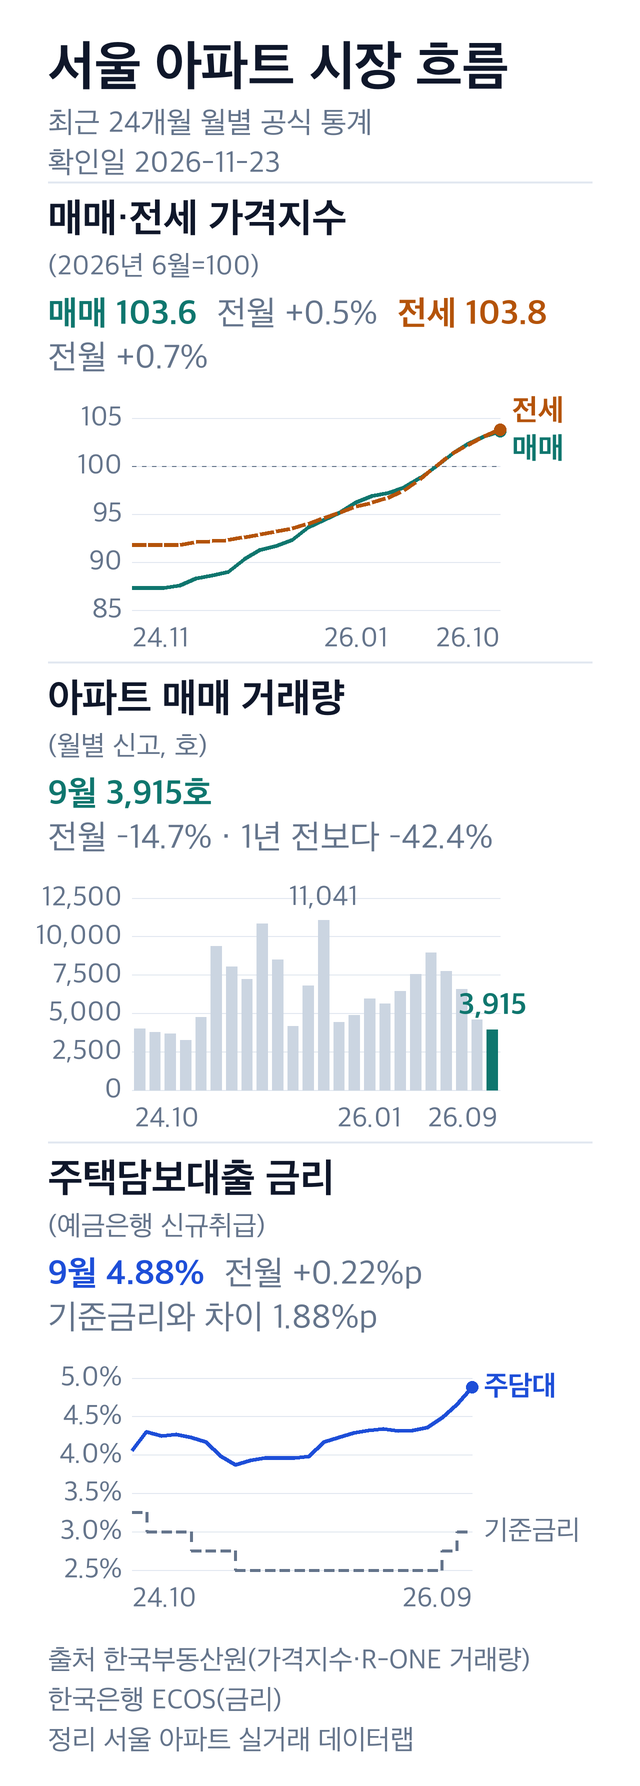 서울 아파트 시장 흐름
최근 24개월 월별 공식 통계
확인일 2026-11-23
매매·전세 가격지수
(2026년 6월=100)
매매 103.6 전월 +0.5% 전세 103.8
전월 +0.7%
105
전세
매매
100
95
90
85
24.11 26.01 26.10
아파트 매매 거래량
(월별 신고, 호)
9월 3,915호
전월 -14.7% · 1년 전보다 -42.4%
12,500
11,041
10,000
7,500
5,000
3,915
2,500
0
24.10 26.01 26.09
주택담보대출 금리
(예금은행 신규취급)
9월 4.88% 전월 +0.22%p
기준금리와 차이 1.88%p
5.0%
주담대
4.5%
4.0%
3.5%
3.0%
기준금리
2.5%
24.10 26.09
출처 한국부동산원(가격지수·R-ONE 거래량)
한국은행 ECOS(금리)
정리 서울 아파트 실거래 데이터랩